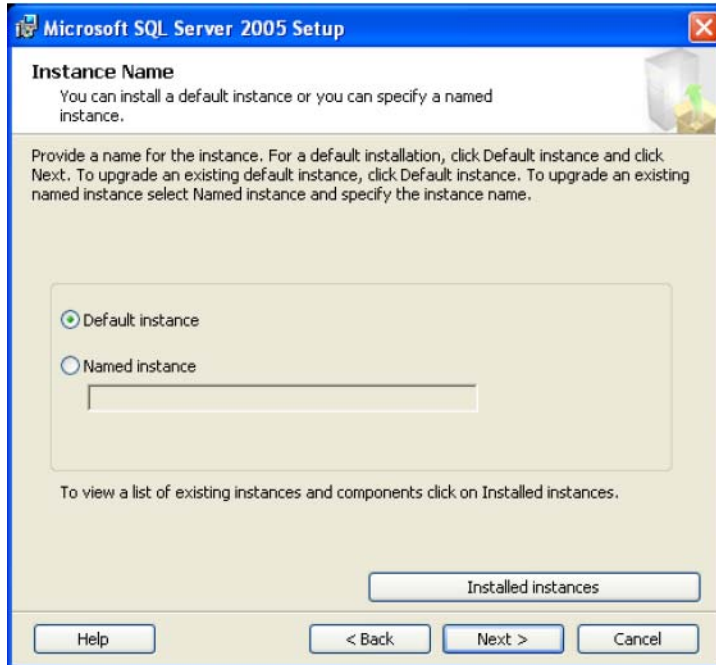 Microsoft SQL Server 2005 Setup
Instance Name
You can install a default instance or you can specify a named
instance.
Provide a name for the instance. For a default installation, click Default instance and click
Next. To upgrade an existing default instance, click Default instance. To upgrade an existing
named instance select Named instance and specify the instance name.
Default instance
Named instance
To view a list of existing instances and components click on Installed instances.
Installed instances
Help
< Back
Next >
Cancel